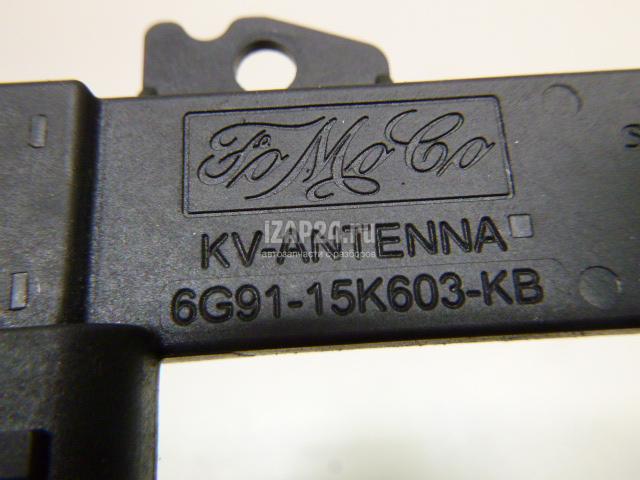 FoMoCo
KV-ANTENNA
IZAP24.ru
автозапчасти с разборов
6G91-15K603-KB
S